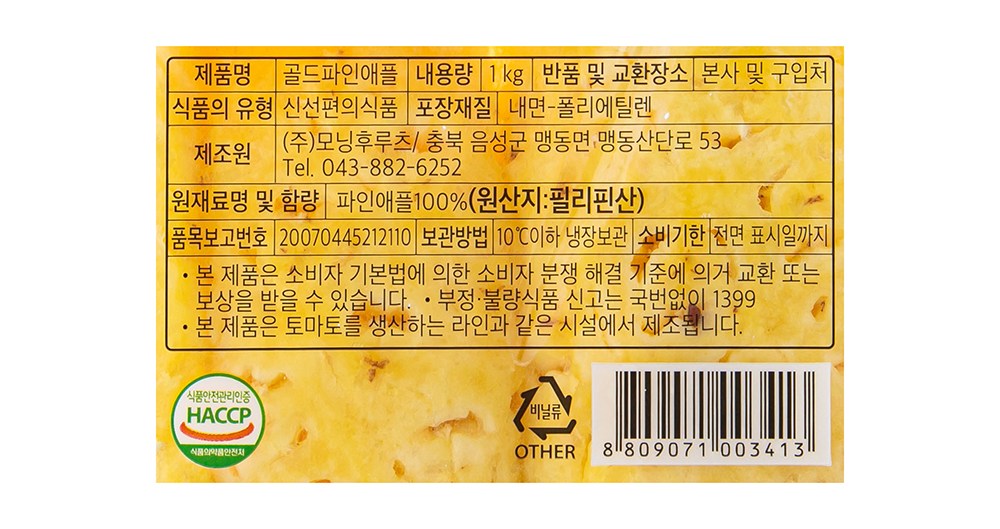 제품명 골드파인애플 내용량 1kg 반품 및 교환장소 본사 및 구입처
식품의 유형 신선편의식품 포장재질 내면-폴리에틸렌
제조원 (주)모닝후루츠/ 충북 음성군 맹동면 맹동산단로 53
Tel. 043-882-6252
원재료명 및 함량 파인애플100%(원산지:필리핀산)
품목보고번호 20070445212110 보관방법 10℃이하 냉장보관 소비기한 전면 표시일까지
• 본 제품은 소비자 기본법에 의한 소비자 분쟁 해결 기준에 의거 교환 또는
보상을 받을 수 있습니다. • 부정·불량식품 신고는 국번없이 1399
• 본 제품은 토마토를 생산하는 라인과 같은 시설에서 제조됩니다.
식품안전관리인증
HACCP
식품의약품안전처
비닐류
OTHER
8 809071 003413